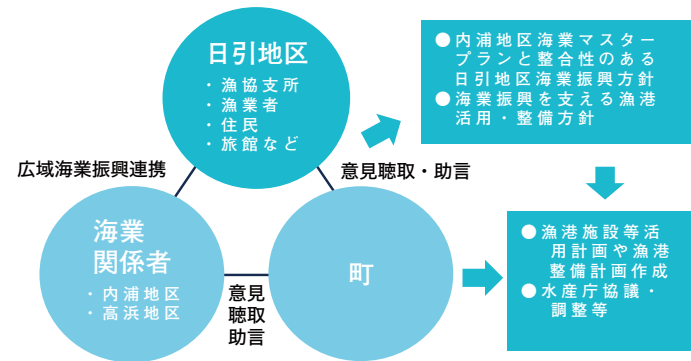 日引地区
・漁協支所
・漁業者
・住民
・旅館など
●内浦地区海業マスター
プランと整合性のある
日引地区海業振興方針
●海業振興を支える漁港
活用・整備方針
広域海業振興連携
意見聴取・助言
海業
関係者
・内浦地区
・高浜地区
意見
聴取
助言
町
●漁港施設等活
用計画や漁港
整備計画作成
●水産庁協議・
調整等